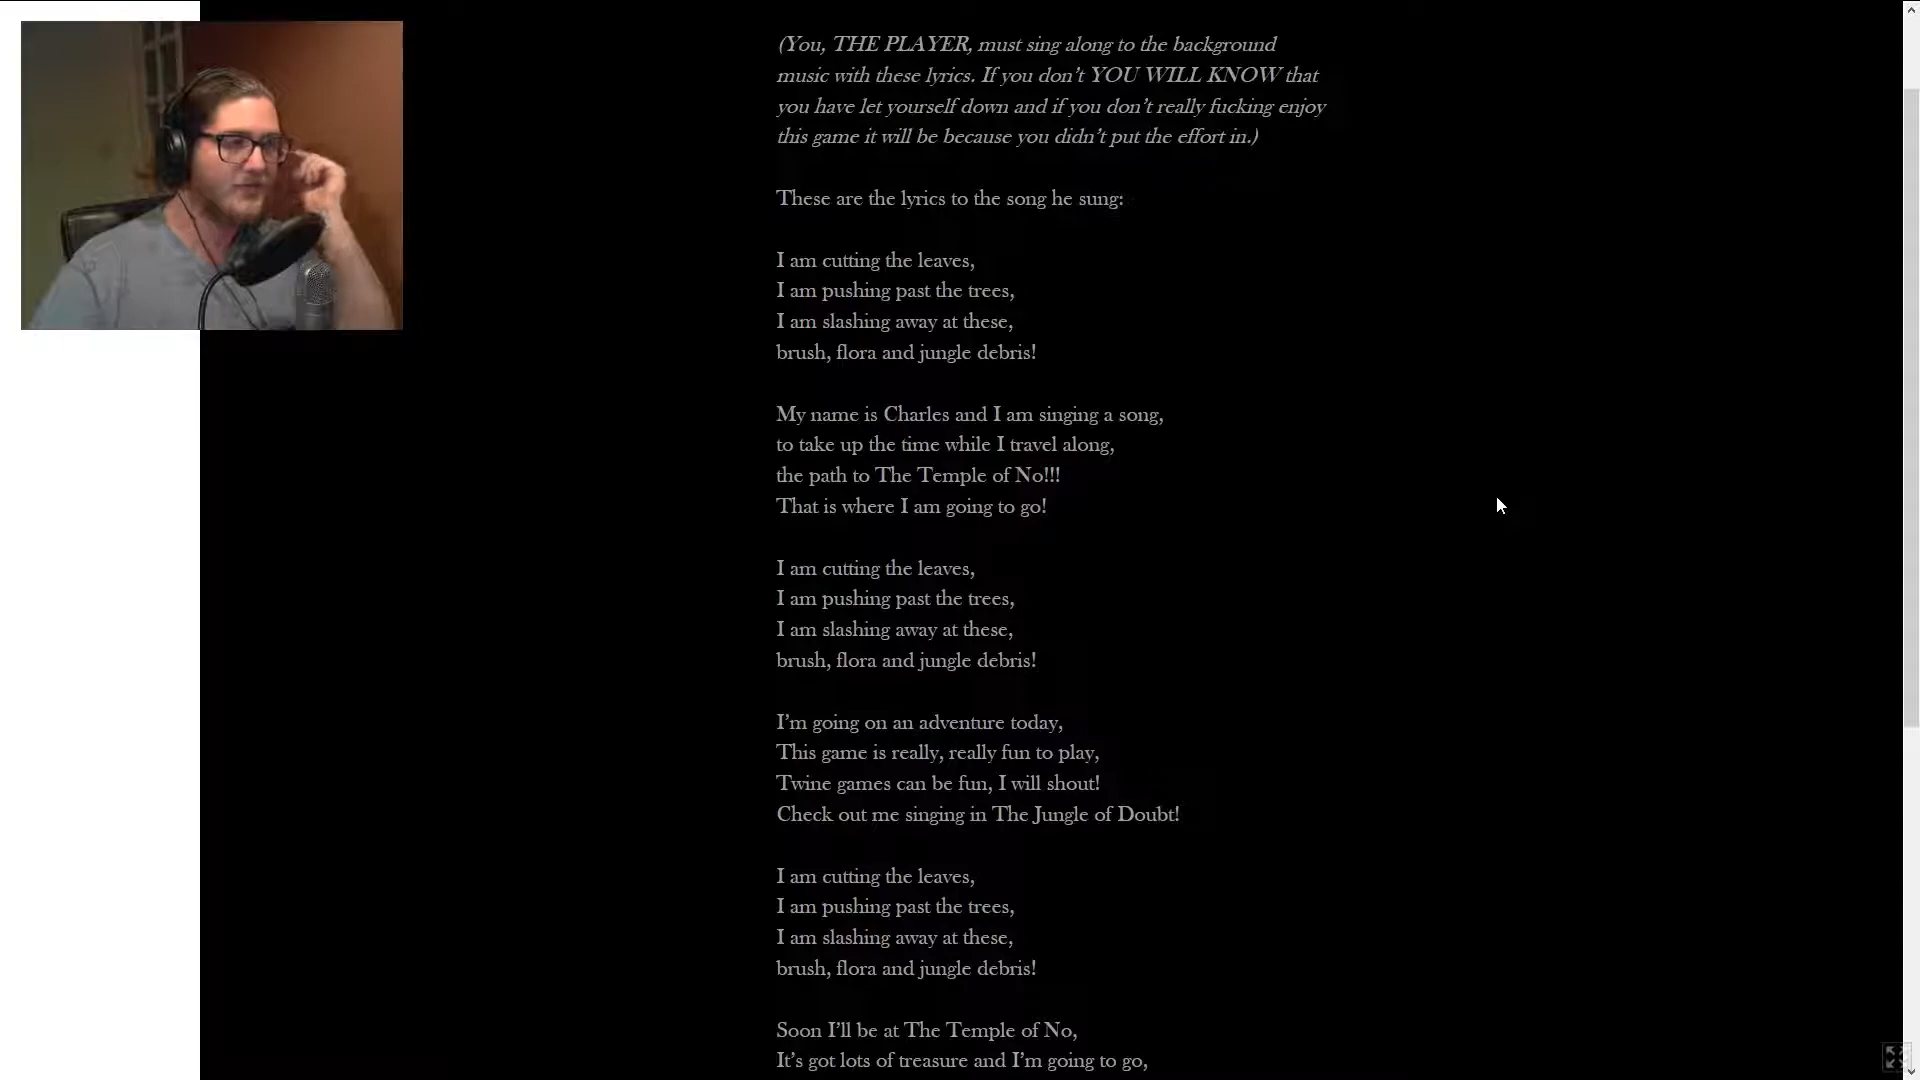 (You, THE PLAYER, must sing along to the background
music with these lyrics. If you don't YOU WILL KNOW that
you have let yourself down and if you don't really fucking enjoy
this game it will be because you didn't put the effort in.)
These are the lyrics to the song he sung:
I am cutting the leaves,
I am pushing past the trees,
I am slashing away at these,
brush, flora and jungle debris!
My name is Charles and I am singing a song,
to take up the time while I travel along,
the path to The Temple of No!!!
That is where I am going to go!
I am cutting the leaves,
I am pushing past the trees,
I am slashing away at these,
brush, flora and jungle debris!
I'm going on an adventure today,
This game is really, really fun to play,
Twine games can be fun, I will shout!
Check out me singing in The Jungle of Doubt!
I am cutting the leaves,
I am pushing past the trees,
I am slashing away at these,
brush, flora and jungle debris!
Soon I'll be at The Temple of No,
It's got lots of treasure and I'm going to go,